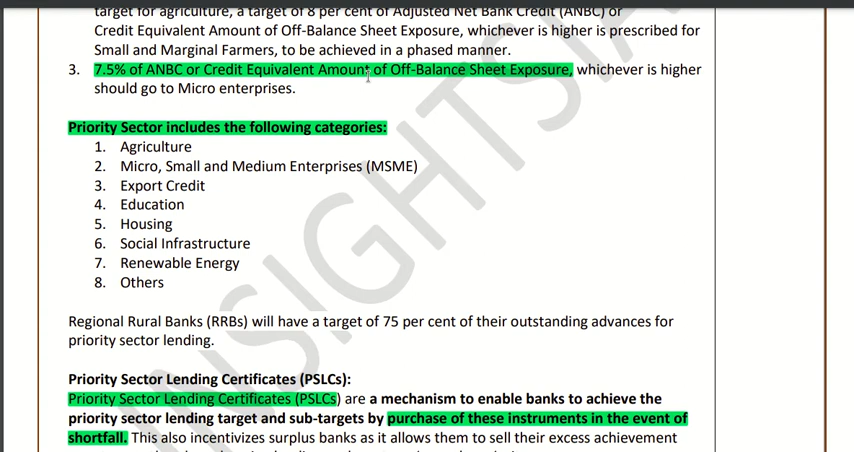 target for agriculture, a target of 8 per cent of Adjusted Net Bank Credit (ANBC) or
Credit Equivalent Amount of Off-Balance Sheet Exposure, whichever is higher is prescribed for
Small and Marginal Farmers, to be achieved in a phased manner.
3. 7.5% of ANBC or Credit Equivalent Amount of Off-Balance Sheet Exposure, whichever is higher
should go to Micro enterprises.
Priority Sector includes the following categories:
1. Agriculture
2. Micro, Small and Medium Enterprises (MSME)
3. Export Credit
4. Education
5. Housing
6. Social Infrastructure
7. Renewable Energy
8. Others
Regional Rural Banks (RRBs) will have a target of 75 per cent of their outstanding advances for
priority sector lending.
Priority Sector Lending Certificates (PSLCs):
Priority Sector Lending Certificates (PSLCs) are a mechanism to enable banks to achieve the
priority sector lending target and sub-targets by purchase of these instruments in the event of
shortfall. This also incentivizes surplus banks as it allows them to sell their excess achievement
INSIGHTSIA